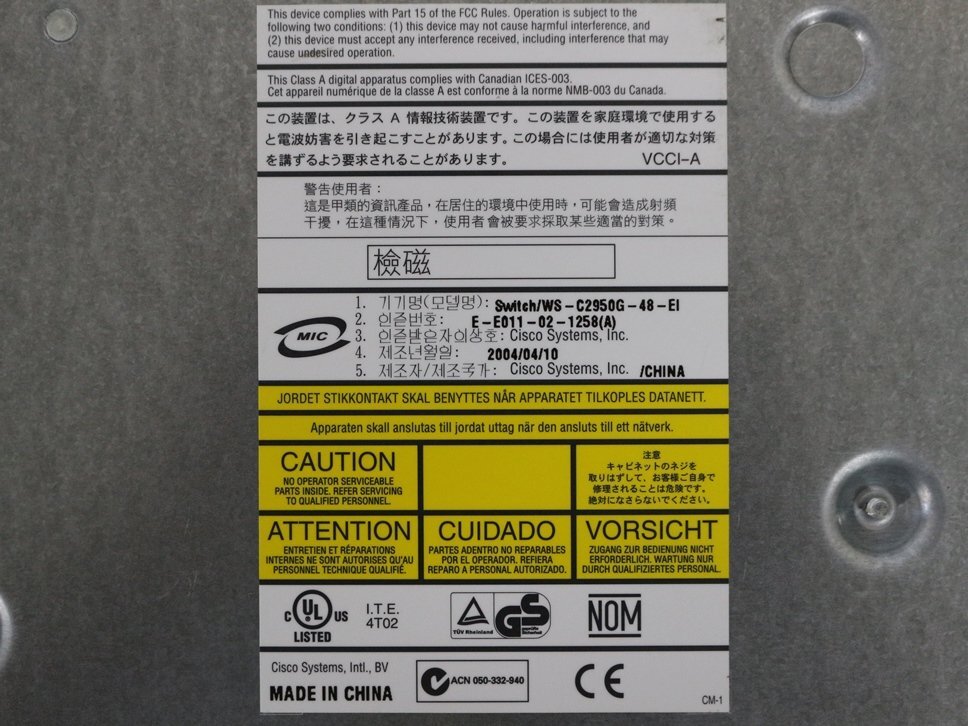 This device complies with Part 15 of the FCC Rules. Operation is subject to the
following two conditions: (1) this device may not cause harmful interference, and
(2) this device must accept any interference received, including interference that may
cause undesired operation.
This Class A digital apparatus complies with Canadian ICES-003.
Cet appareil numérique de la classe A est conforme à la norme NMB-003 du Canada.
この装置は、クラス A 情報技術装置です。この装置を家庭環境で使用する
と電波妨害を引き起こすことがあります。この場合には使用者が適切な対策
を講ずるよう要求されることがあります。 VCCI-A
警告使用者：
這是甲類的資訊產品，在居住的環境中使用時，可能會造成射頻
干擾，在這種情況下，使用者會被要求採取某些適當的對策。
檢磁
MIC
1. 기기명(모델명): Switch/WS-C2950G-48-EI
2. 인증번호: E-E011-02-1258(A)
3. 인증받은자의상호: Cisco Systems, Inc.
4. 제조년월일: 2004/04/10
5. 제조자/제조국가: Cisco Systems, Inc. /CHINA
JORDET STIKKONTAKT SKAL BENYTTES NÅR APPARATET TILKOPLES DATANETT.
Apparaten skall anslutas till jordat uttag när den ansluts till ett nätverk.
CAUTION
NO OPERATOR SERVICEABLE
PARTS INSIDE. REFER SERVICING
TO QUALIFIED PERSONNEL.
注意
キャビネットのネジを
取りはずして、お客様ご自身で
修理されることは危険です。
絶対になさらないでください。
ATTENTION
ENTRETIEN ET RÉPARATIONS
INTERNES NE SONT AUTORISES QU'AU
PERSONNEL TECHNIQUE QUALIFIÉ.
CUIDADO
PARTES ADENTRO NO REPARABLES
POR EL OPERADOR. REFIERA
REPARO A PERSONAL AUTORIZADO.
VORSICHT
ZUGANG ZUR BEDIENUNG NICHT
ERFORDERLICH. WARTUNG NUR
DURCH QUALIFIZIERTES PERSONAL.
c UL US
LISTED
I.T.E.
4T02
TÜV Rheinland
GS
geprüfte
Sicherheit
NOM
Cisco Systems, Intl., BV
MADE IN CHINA
ACN 050-332-940
CE
CM-1